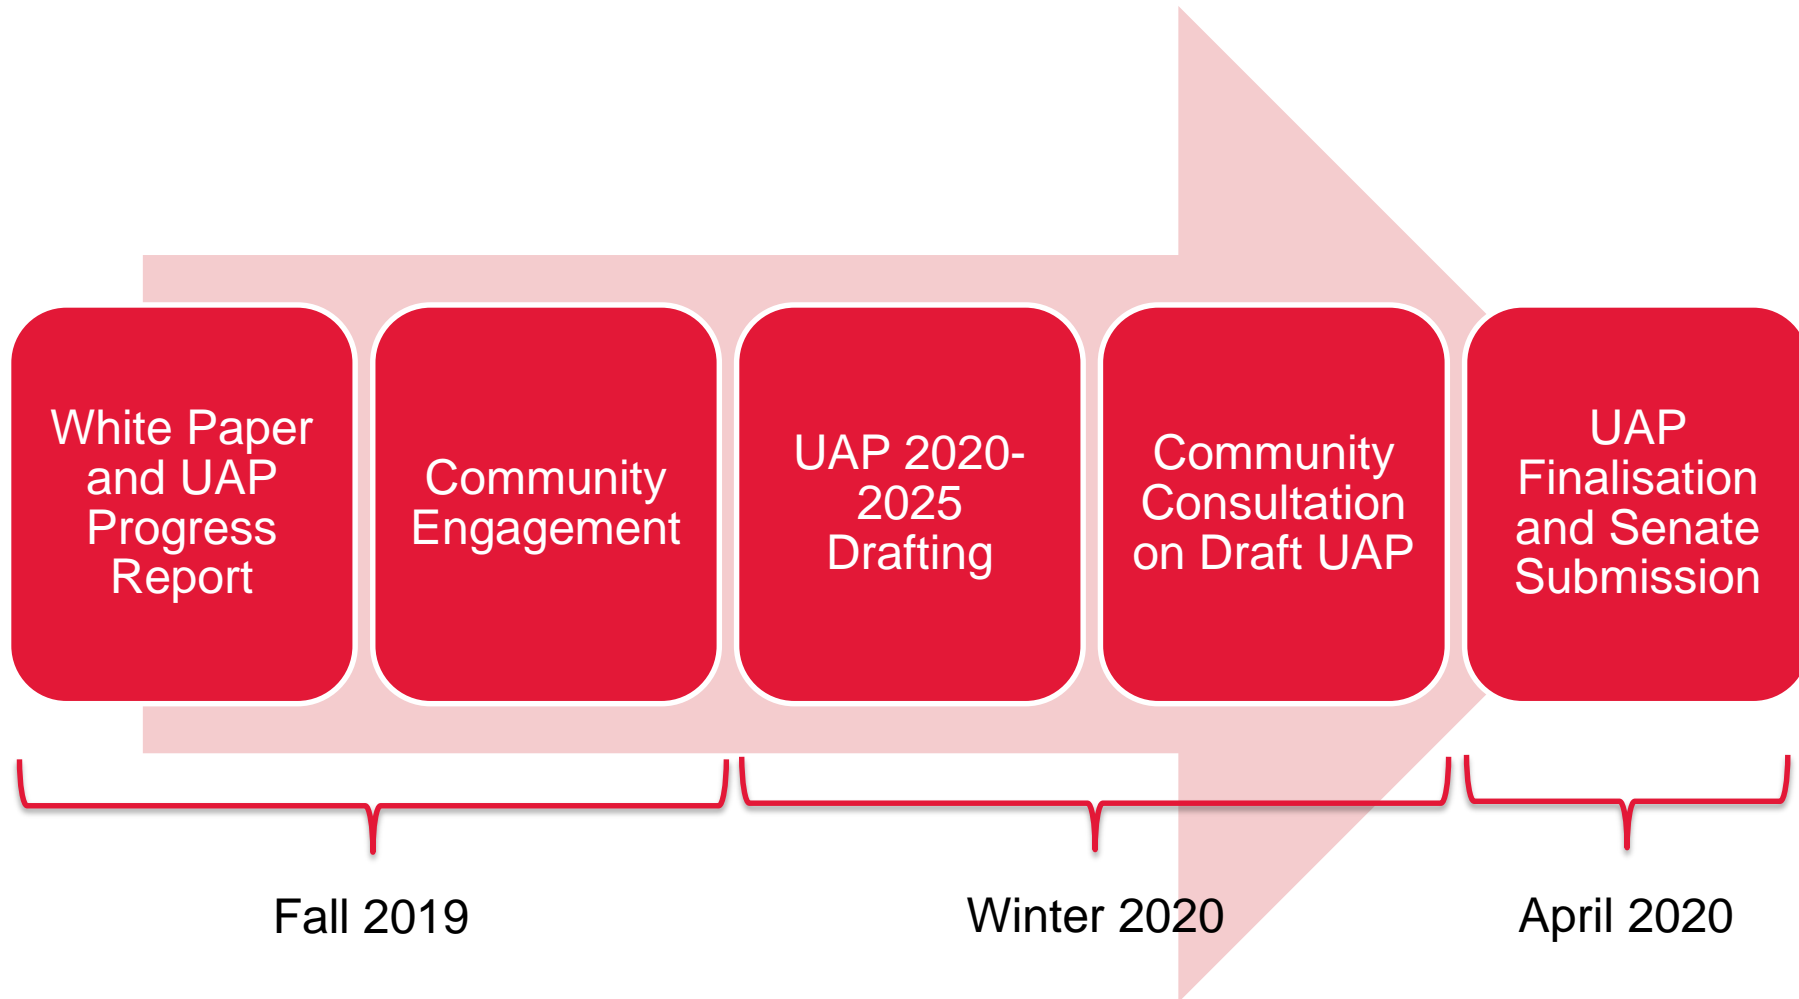 White Paper
and UAP
Progress
Report
Community
Engagement
UAP 2020-
2025
Drafting
Community
Consultation
on Draft UAP
UAP
Finalisation
and Senate
Submission
Fall 2019
Winter 2020
April 2020